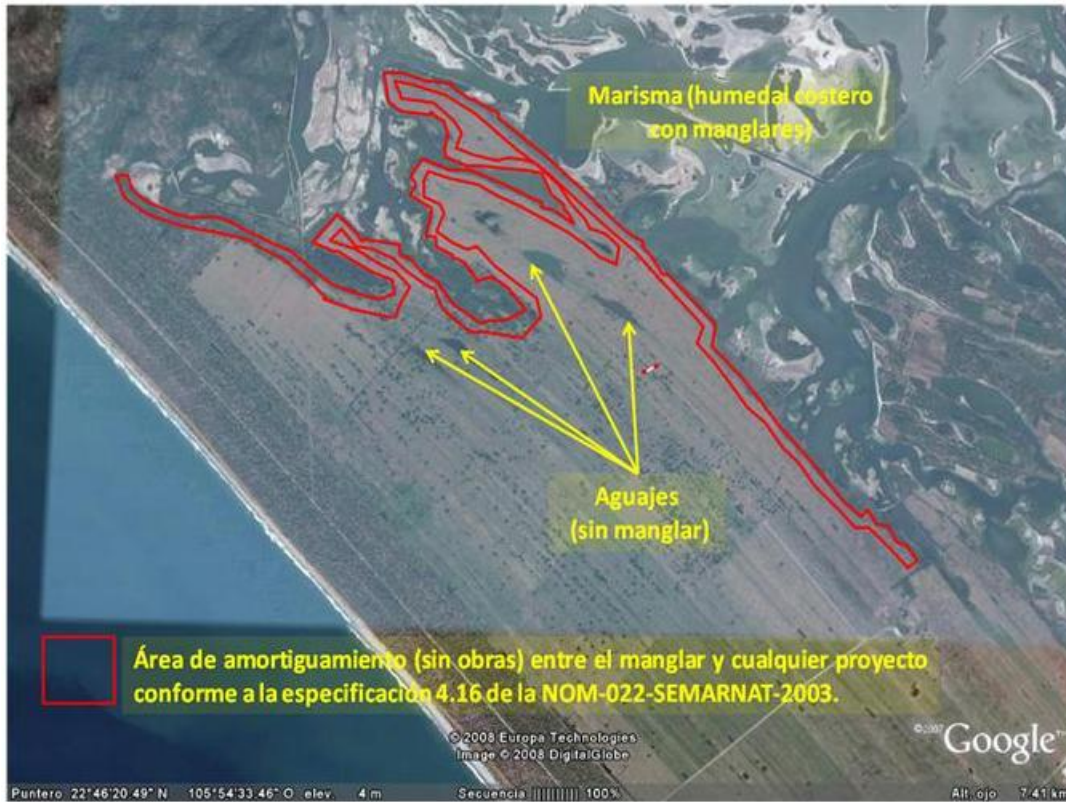 Marisma (humedal costero
con manglares)
Aguajes
(sin manglar)
Área de amortiguamiento (sin obras) entre el manglar y cualquier proyecto
conforme a la especificación 4.16 de la NOM-022-SEMARNAT-2003.
© 2008 Europa Technologies
Image © 2008 DigitalGlobe
©2007 Google™
Puntero 22°46'20.49" N 105°54'33.46" O elev. 4 m Secuencia 100% Alt. ojo 7.41 km